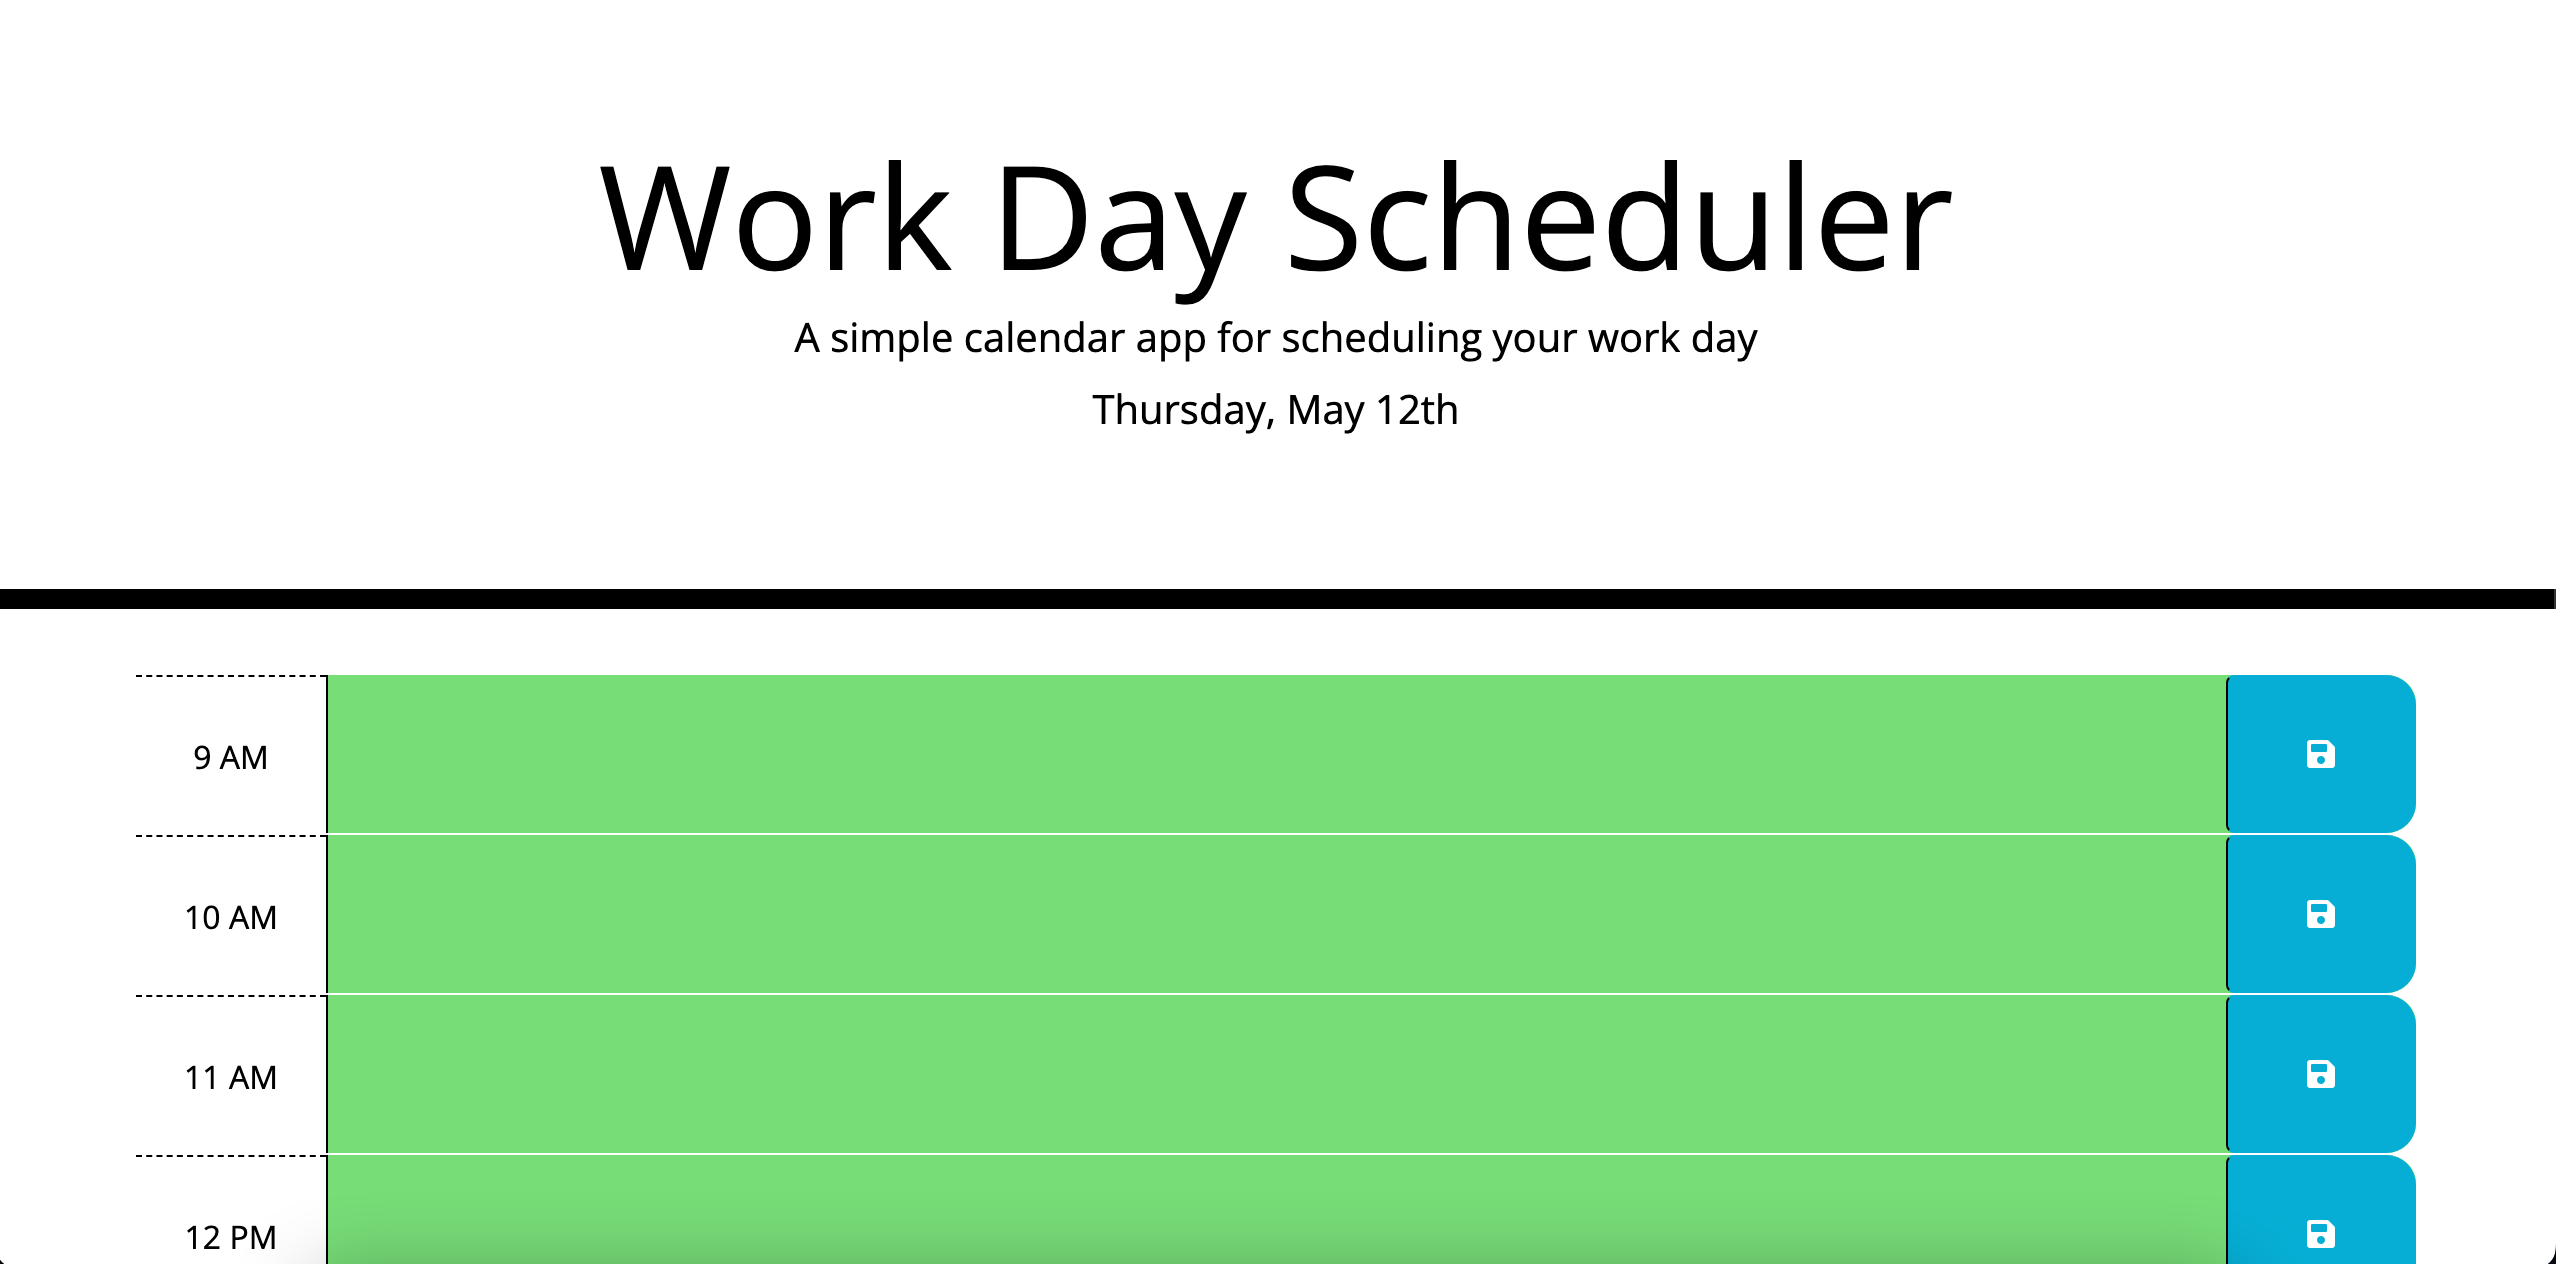 Work Day Scheduler
A simple calendar app for scheduling your work day
Thursday, May 12th
9 AM
10 AM
11 AM
12 PM